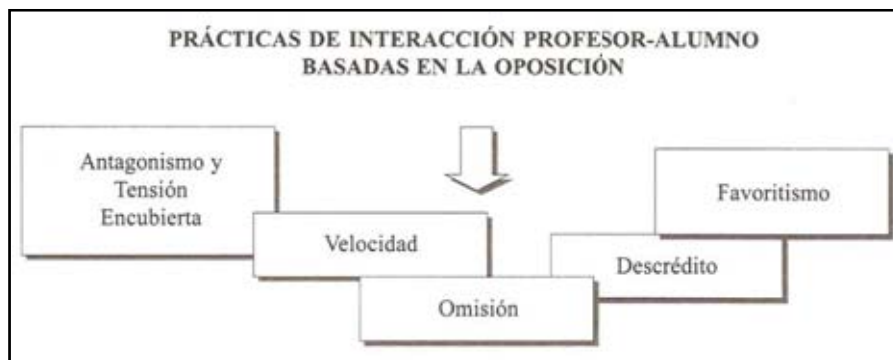 PRÁCTICAS DE INTERACCIÓN PROFESOR-ALUMNO
BASADAS EN LA OPOSICIÓN
Antagonismo y
Tensión
Encubierta
Velocidad
Omisión
Descrédito
Favoritismo